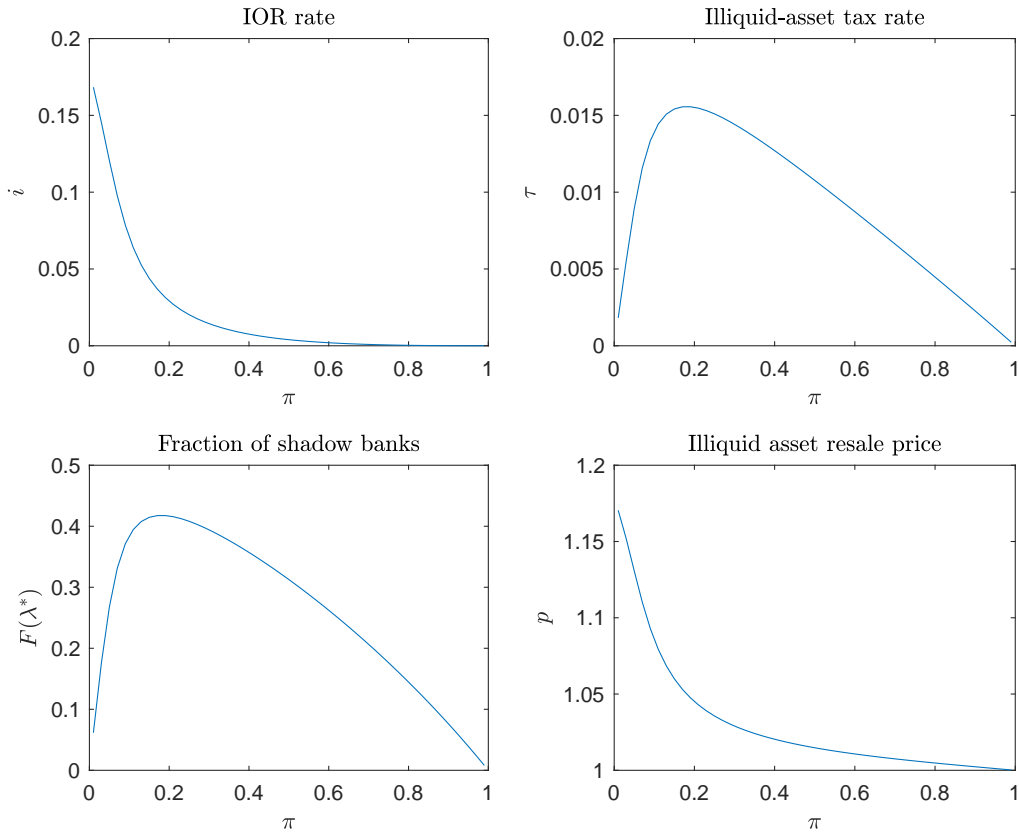 IOR rate
0.2
0.15
0.1
0.05
0
i
0 0.2 0.4 0.6 0.8 1
π
Illiquid-asset tax rate
0.02
0.015
0.01
0.005
0
τ
0 0.2 0.4 0.6 0.8 1
π
Fraction of shadow banks
0.5
0.4
0.3
0.2
0.1
0
F(λ*)
0 0.2 0.4 0.6 0.8 1
π
Illiquid asset resale price
1.2
1.15
1.1
1.05
1
p
0 0.2 0.4 0.6 0.8 1
π